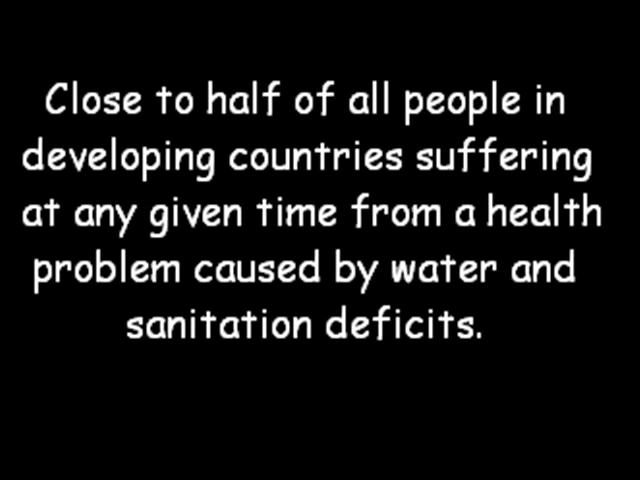 Close to half of all people in
developing countries suffering
at any given time from a health
problem caused by water and
sanitation deficits.